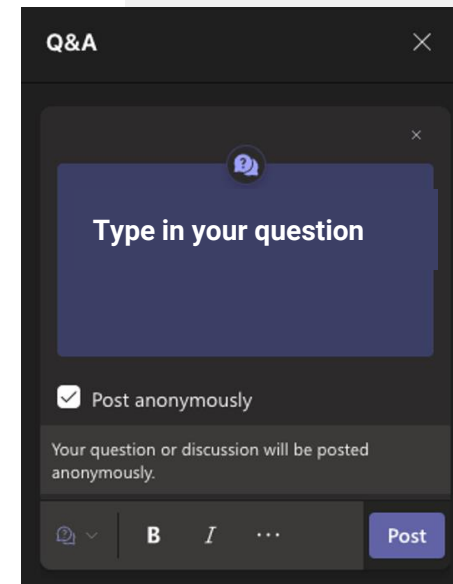 Q&A
Type in your question
Post anonymously
Your question or discussion will be posted
anonymously.
B I ... Post